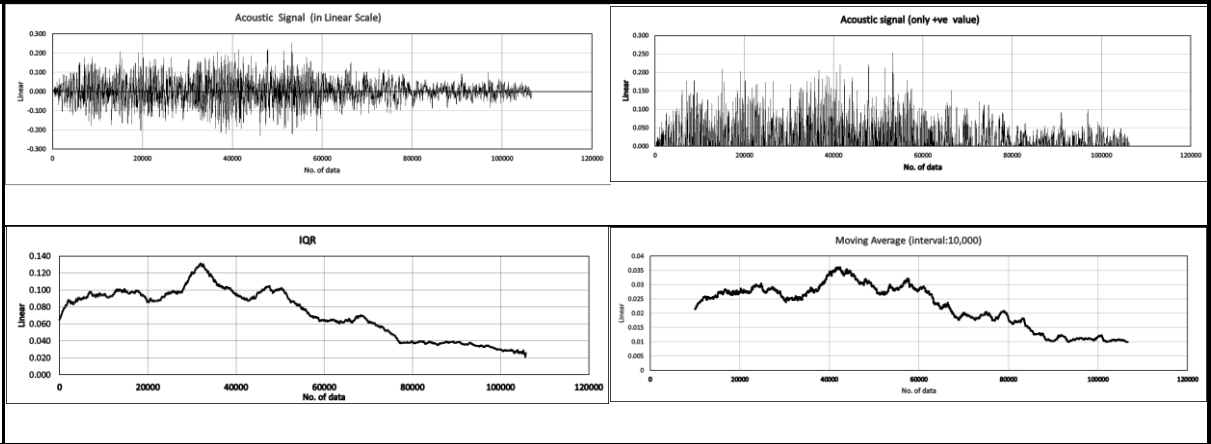 Acoustic Signal (in Linear Scale)
0.300
0.200
0.100
0.000
-0.100
-0.200
-0.300
Linear
0 20000 40000 60000 80000 100000 120000
No. of data
Acoustic signal (only +ve value)
0.300
0.250
0.200
0.150
0.100
0.050
0.000
Linear
0 20000 40000 60000 80000 100000 120000
No. of data
IQR
0.140
0.120
0.100
0.080
0.060
0.040
0.020
0.000
Linear
0 20000 40000 60000 80000 100000 120000
No. of data
Moving Average (interval:10,000)
0.04
0.035
0.03
0.025
0.02
0.015
0.01
0.005
0
Linear
0 20000 40000 60000 80000 100000 120000
No. of data